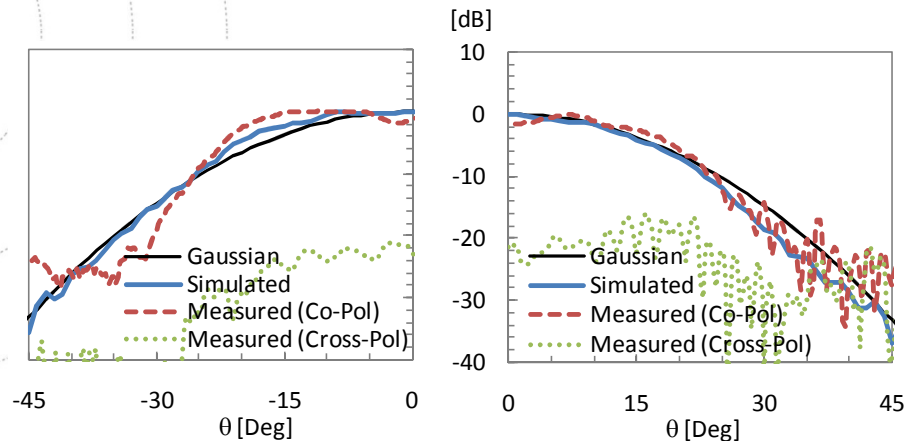 [dB]
10
0
-10
-20
-30
-40
Gaussian
Simulated
Measured (Co-Pol)
Measured (Cross-Pol)
-45 -30 -15 0
θ [Deg]
Gaussian
Simulated
Measured (Co-Pol)
Measured (Cross-Pol)
0 15 30 45
θ [Deg]